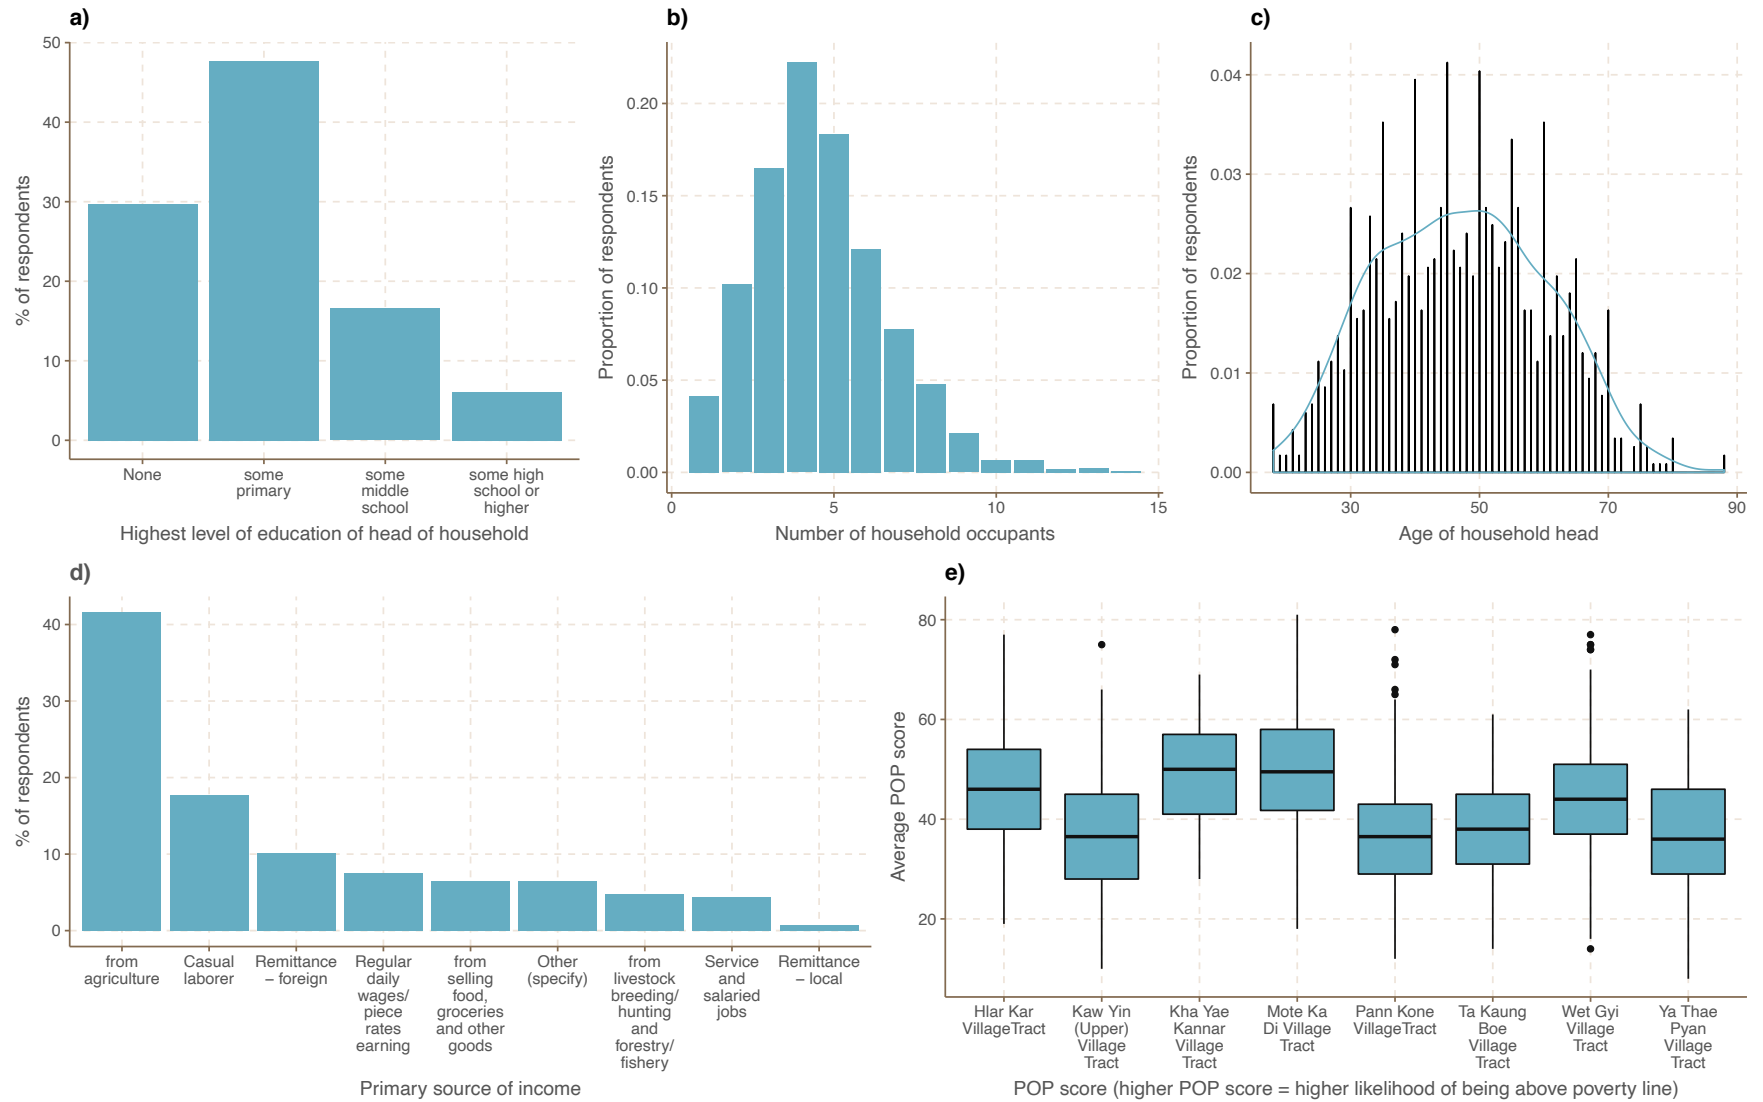 a)
50
40
30
20
10
0
% of respondents
None
some
primary
some
middle
school
some high
school or
higher
Highest level of education of head of household
b)
0.20
0.15
0.10
0.05
0.00
Proportion of respondents
0
5
10
15
Number of household occupants
c)
0.04
0.03
0.02
0.01
0.00
Proportion of respondents
30
50
70
90
Age of household head
d)
40
30
20
10
0
% of respondents
from
agriculture
Casual
laborer
Remittance
– foreign
Regular
daily
wages/
piece
rates
earning
from
selling
food,
groceries
and other
goods
Other
(specify)
from
livestock
breeding/
hunting
and
forestry/
fishery
Service
and
salaried
jobs
Remittance
– local
Primary source of income
e)
80
60
40
20
Average POP score
Hlar Kar
VillageTract
Kaw Yin
(Upper)
Village
Tract
Kha Yae
Kannar
Village
Tract
Mote Ka
Di Village
Tract
Pann Kone
VillageTract
Ta Kaung
Boe
Village
Tract
Wet Gyi
Village
Tract
Ya Thae
Pyan
Village
Tract
POP score (higher POP score = higher likelihood of being above poverty line)